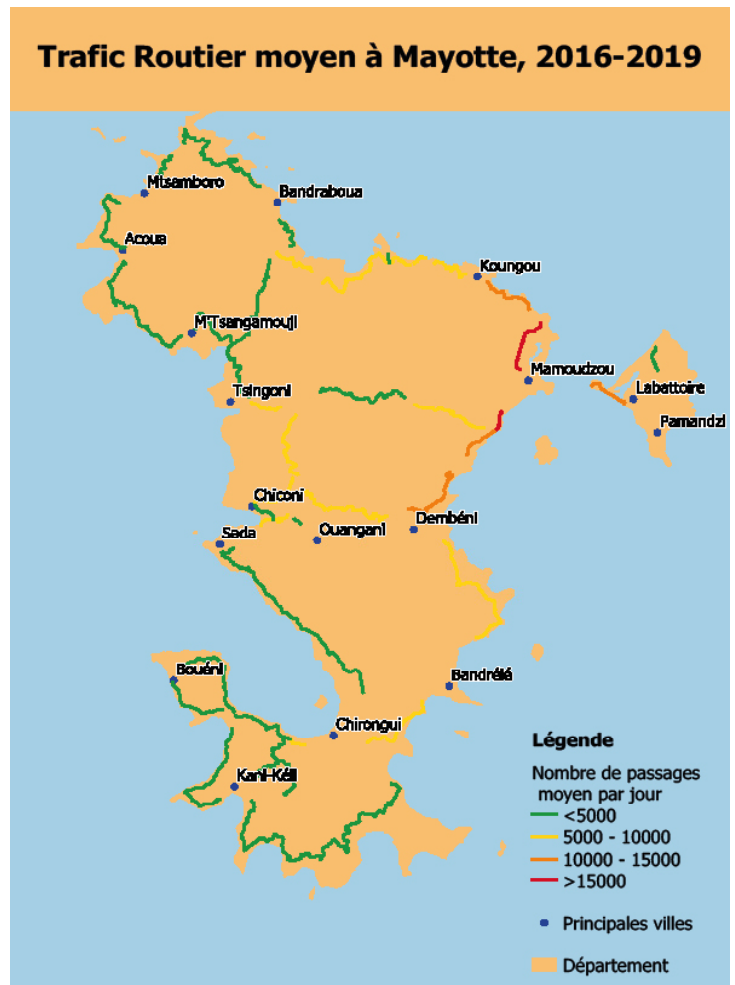 Trafic Routier moyen à Mayotte, 2016-2019
Mtsamboro
Bandraboua
Acoua
Koungou
M'Tsangamouji
Mamoudzou
Tsingoni
Labattoire
Pamandzi
Chiconi
Sada
Ouangani
Dembéni
Bouéni
Bandrélé
Chirongui
Kani-Kéli
Légende
Nombre de passages
moyen par jour
<5000
5000 - 10000
10000 - 15000
>15000
Principales villes
Département